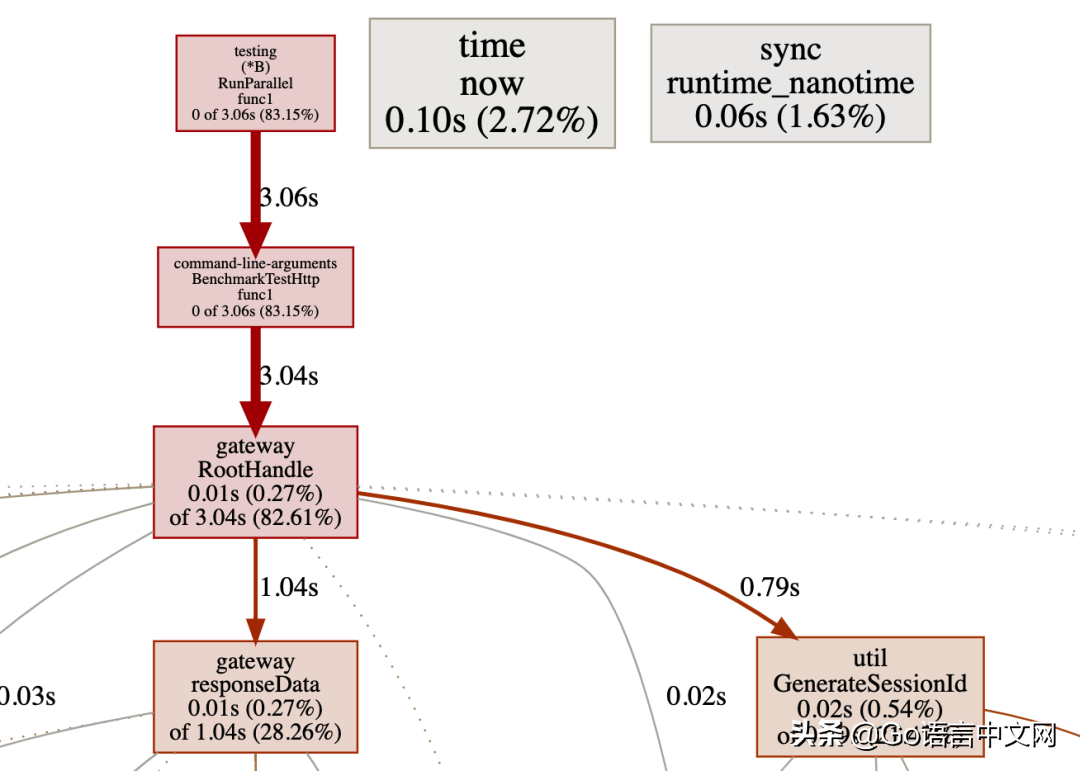 testing
(*B)
RunParallel
func1
0 of 3.06s (83.15%)
time
now
0.10s (2.72%)
sync
runtime_nanotime
0.06s (1.63%)
3.06s
command-line-arguments
BenchmarkTestHttp
func1
0 of 3.06s (83.15%)
3.04s
gateway
RootHandle
0.01s (0.27%)
of 3.04s (82.61%)
1.04s
0.79s
gateway
responseData
0.01s (0.27%)
of 1.04s (28.26%)
0.03s
0.02s
util
GenerateSessionId
0.02s (0.54%)
头条 @Go语言中文网